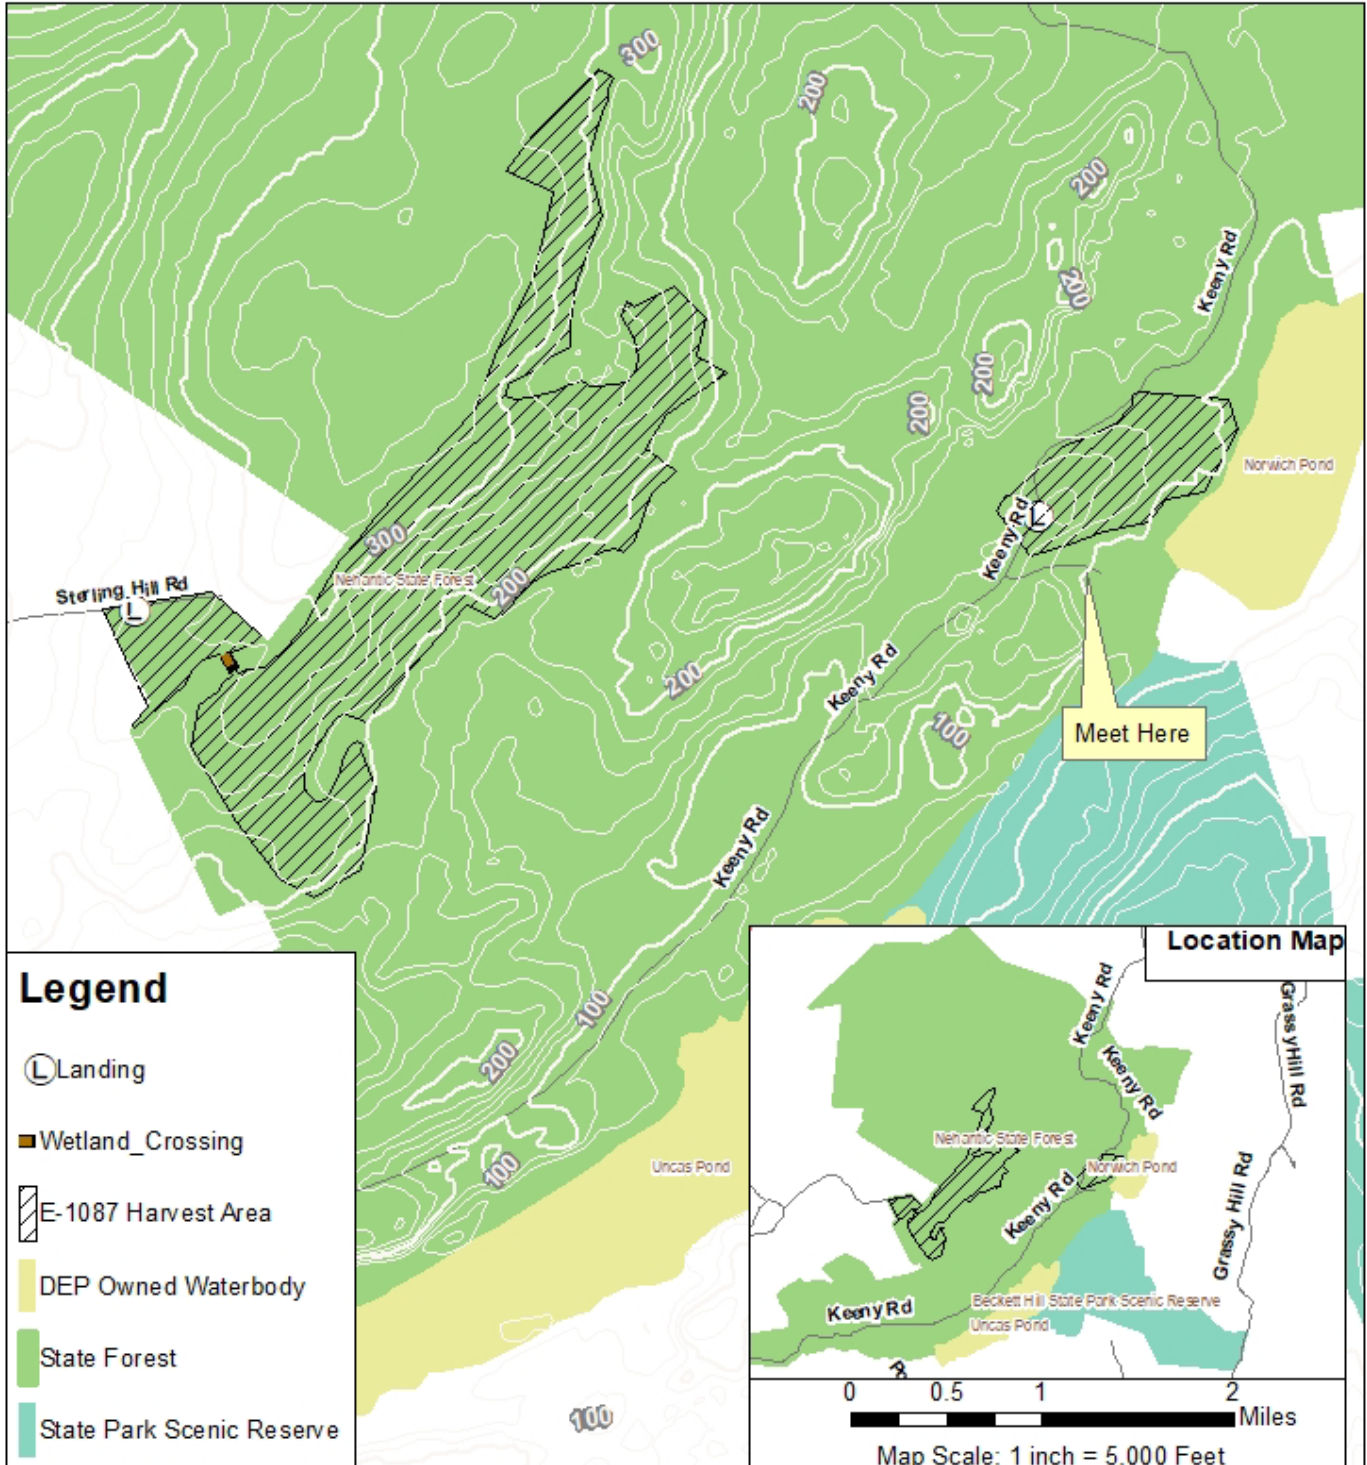 300
200
200
Keeny Rd
200
200
200
Norwich Pond
Keeny Rd
L
300
Nehantic State Forest
200
Sterling Hill Rd
L
200
Keeny Rd
100
Meet Here
Keeny Rd
100
200
100
Uncas Pond
100
Legend
L Landing
Wetland_Crossing
E-1087 Harvest Area
DEP Owned Waterbody
State Forest
State Park Scenic Reserve
Location Map
Keeny Rd
Keeny Rd
Grassy Hill Rd
Nehantic State Forest
Norwich Pond
Keeny Rd
Grassy Hill Rd
Beckett Hill State Park Scenic Reserve
Keeny Rd
Uncas Pond
0 0.5 1 2
Miles
Map Scale: 1 inch = 5,000 Feet